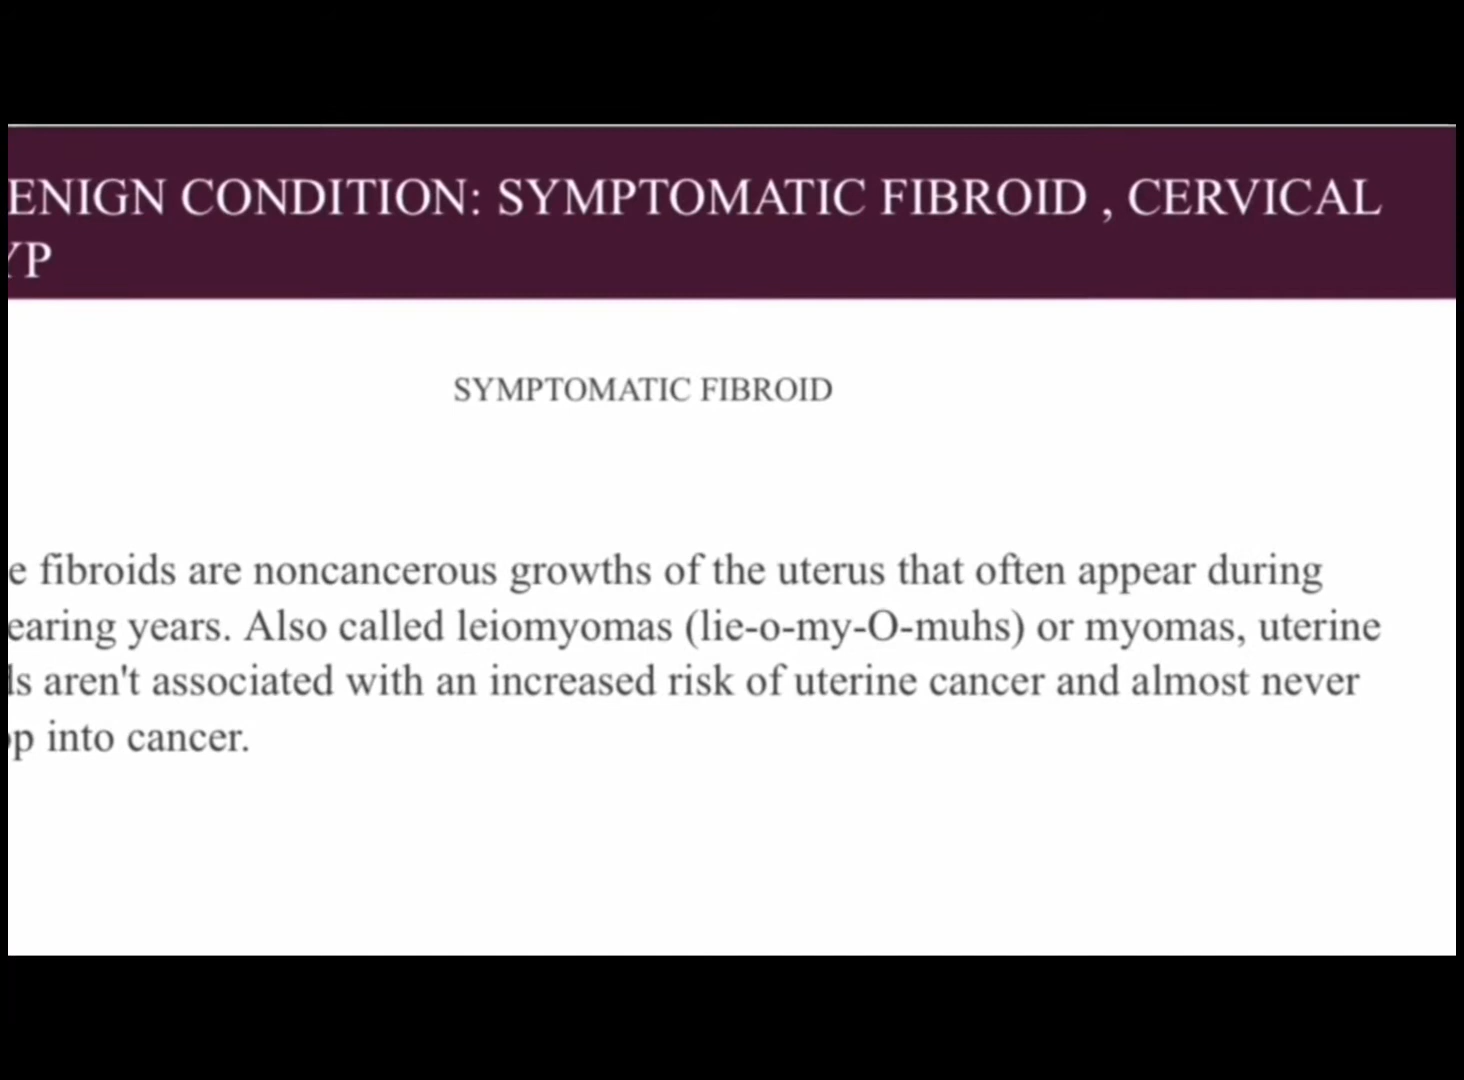 ENIGN CONDITION: SYMPTOMATIC FIBROID , CERVICAL
YP
SYMPTOMATIC FIBROID
e fibroids are noncancerous growths of the uterus that often appear during
earing years. Also called leiomyomas (lie-o-my-O-muhs) or myomas, uterine
ls aren't associated with an increased risk of uterine cancer and almost never
p into cancer.